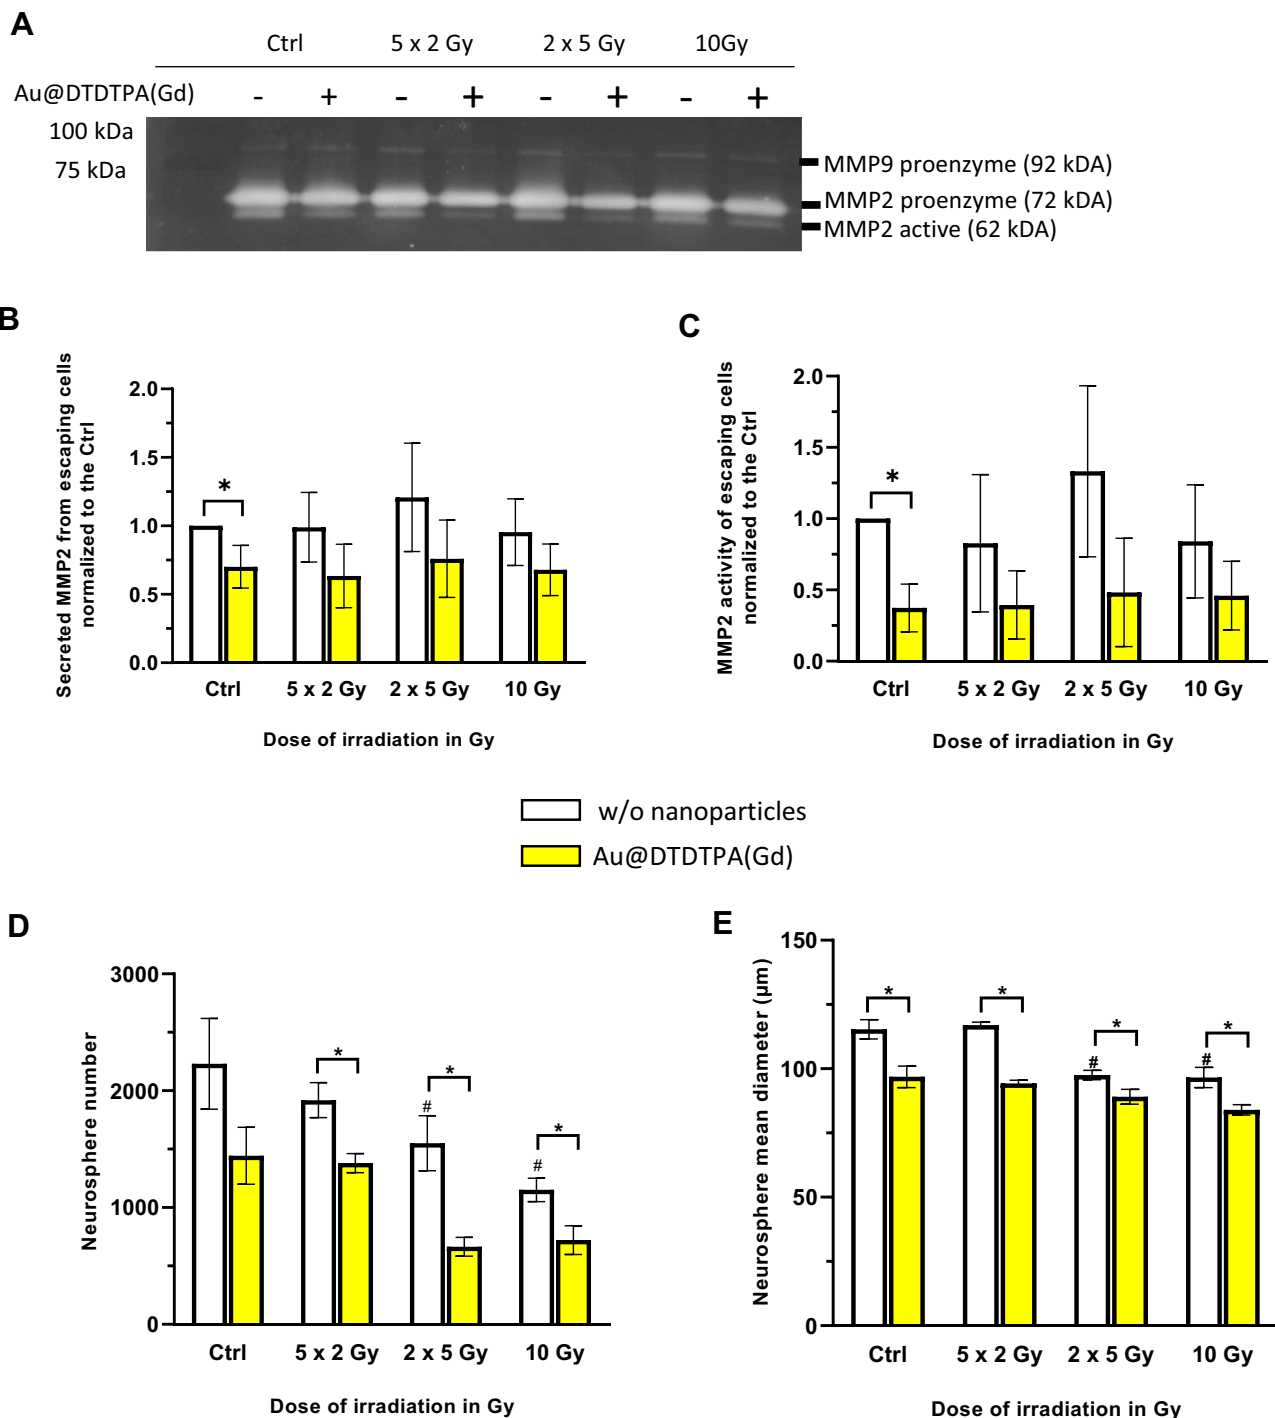 A
Ctrl 5 x 2 Gy 2 x 5 Gy 10Gy
Au@DTDTPA(Gd) - + - + - + - +
100 kDa
75 kDa
MMP9 proenzyme (92 kDA)
MMP2 proenzyme (72 kDA)
MMP2 active (62 kDA)
B
Secreted MMP2 from escaping cells
normalized to the Ctrl
2.0
1.5
1.0
0.5
0.0
*
Ctrl 5 x 2 Gy 2 x 5 Gy 10 Gy
Dose of irradiation in Gy
C
MMP2 activity of escaping cells
normalized to the Ctrl
2.0
1.5
1.0
0.5
0.0
*
Ctrl 5 x 2 Gy 2 x 5 Gy 10 Gy
Dose of irradiation in Gy
w/o nanoparticles
Au@DTDTPA(Gd)
D
Neurosphere number
3000
2000
1000
0
* * *
# #
Ctrl 5 x 2 Gy 2 x 5 Gy 10 Gy
Dose of irradiation in Gy
E
Neurosphere mean diameter (µm)
150
100
50
0
* * * *
# #
Ctrl 5 x 2 Gy 2 x 5 Gy 10 Gy
Dose of irradiation in Gy